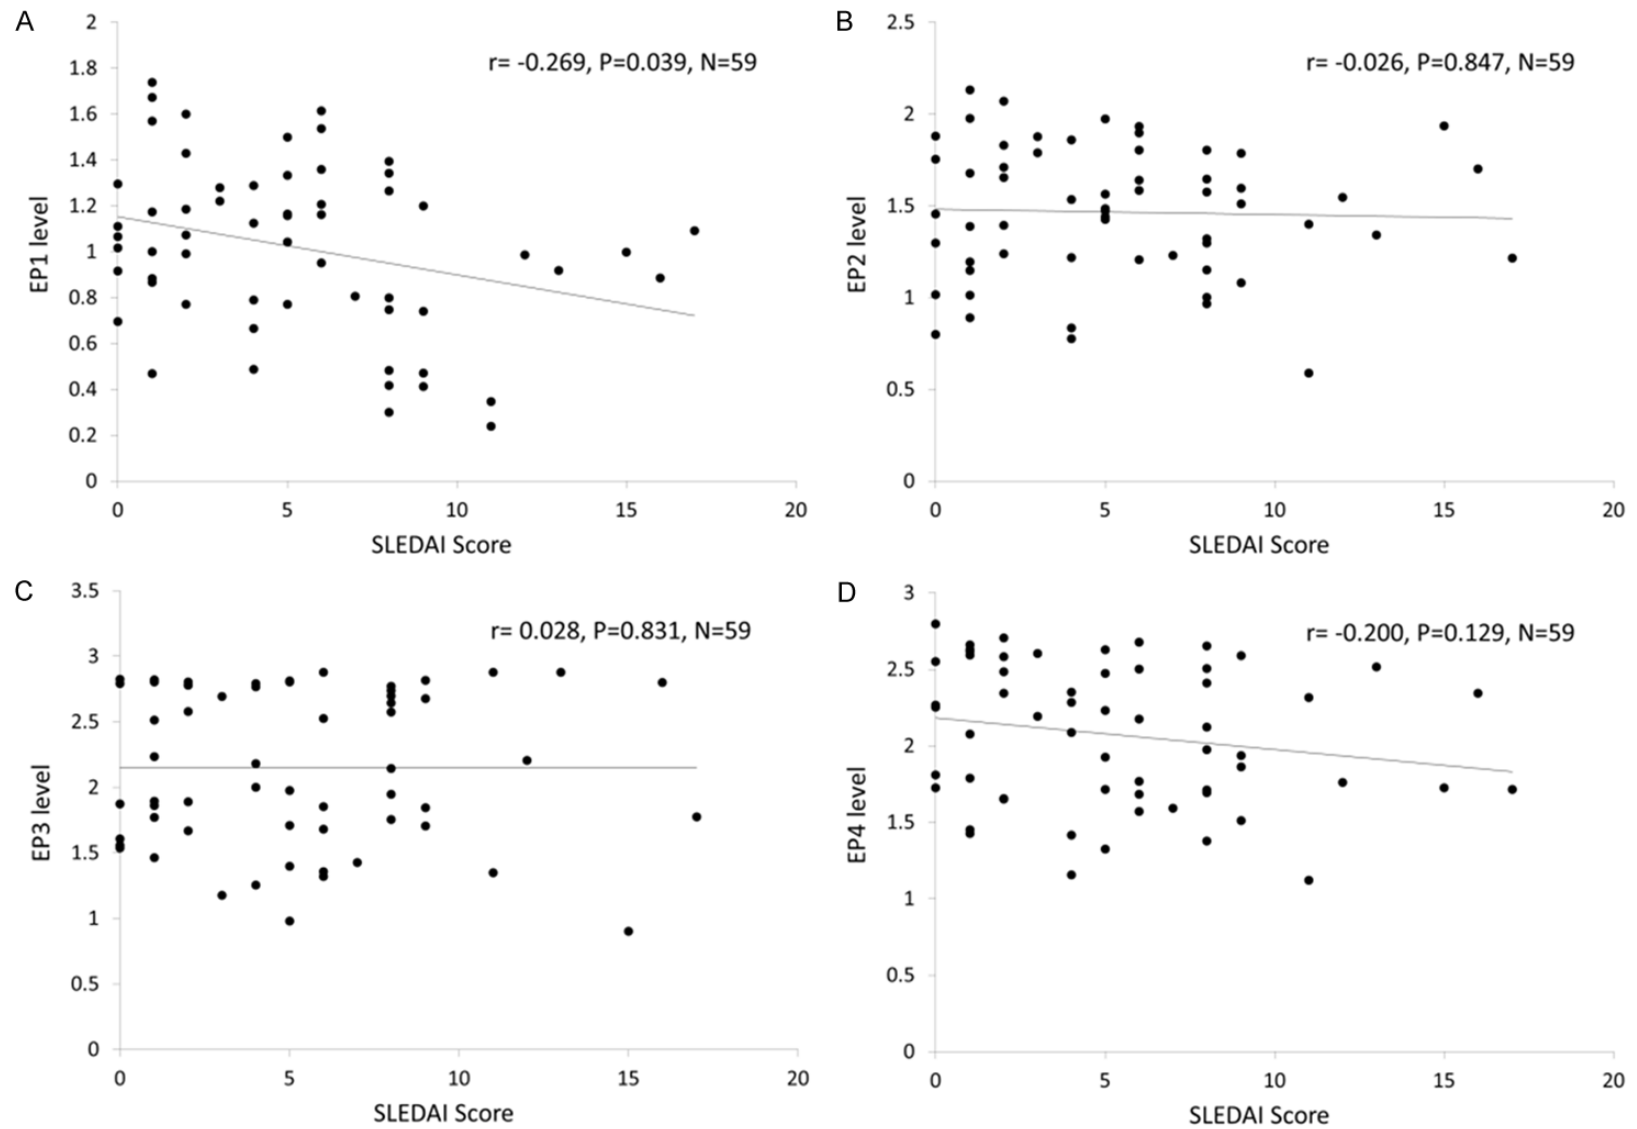 A
r= -0.269, P=0.039, N=59
EP1 level
2
1.8
1.6
1.4
1.2
1
0.8
0.6
0.4
0.2
0
0 5 10 15 20
SLEDAI Score
B
r= -0.026, P=0.847, N=59
EP2 level
2.5
2
1.5
1
0.5
0
0 5 10 15 20
SLEDAI Score
C
r= 0.028, P=0.831, N=59
EP3 level
3.5
3
2.5
2
1.5
1
0.5
0
0 5 10 15 20
SLEDAI Score
D
r= -0.200, P=0.129, N=59
EP4 level
3
2.5
2
1.5
1
0.5
0
0 5 10 15 20
SLEDAI Score